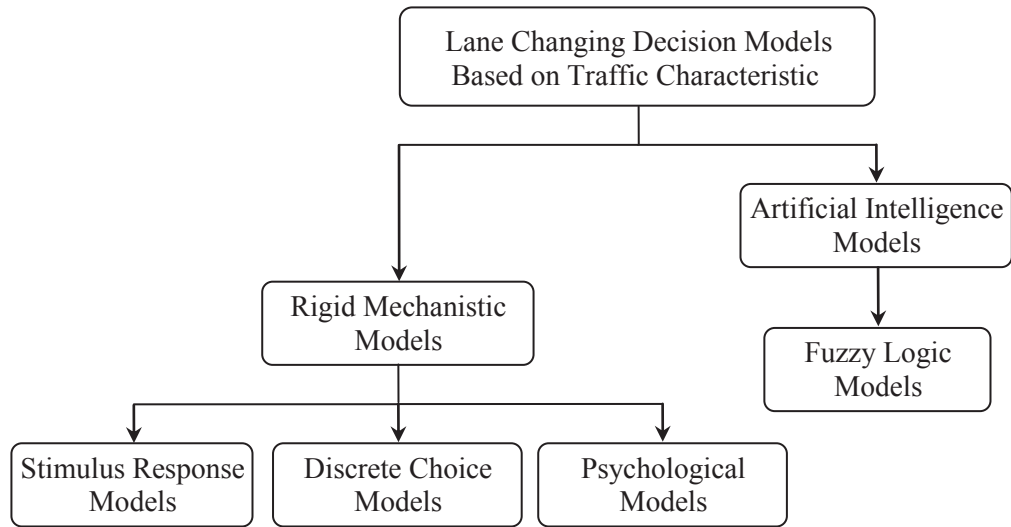 Lane Changing Decision Models
Based on Traffic Characteristic
Artificial Intelligence
Models
Rigid Mechanistic
Models
Fuzzy Logic
Models
Stimulus Response
Models
Discrete Choice
Models
Psychological
Models